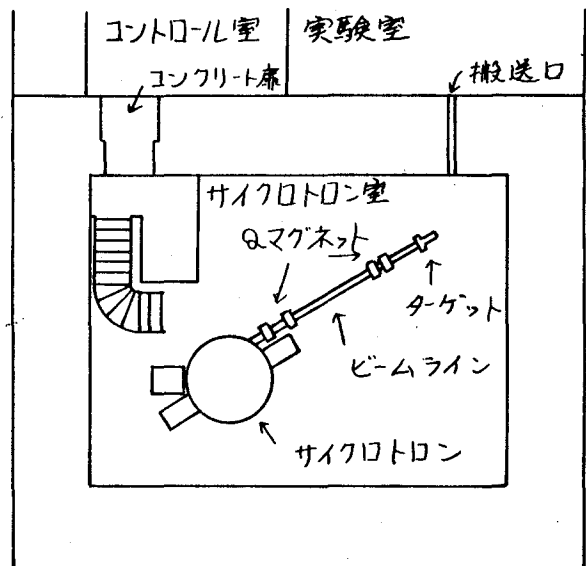 コントロール室
実験室
コンクリート扉
搬送口
サイクロトロン室
Qマグネット
ターゲット
ビームライン
サイクロトロン